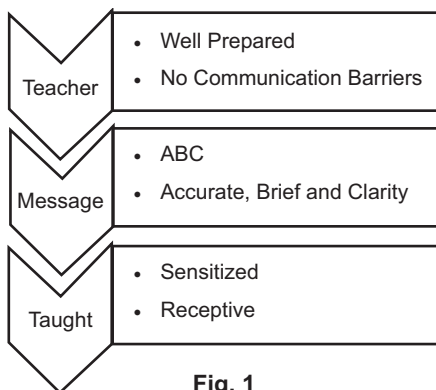 Teacher
• Well Prepared
• No Communication Barriers
Message
• ABC
• Accurate, Brief and Clarity
Taught
• Sensitized
• Receptive
Fig. 1